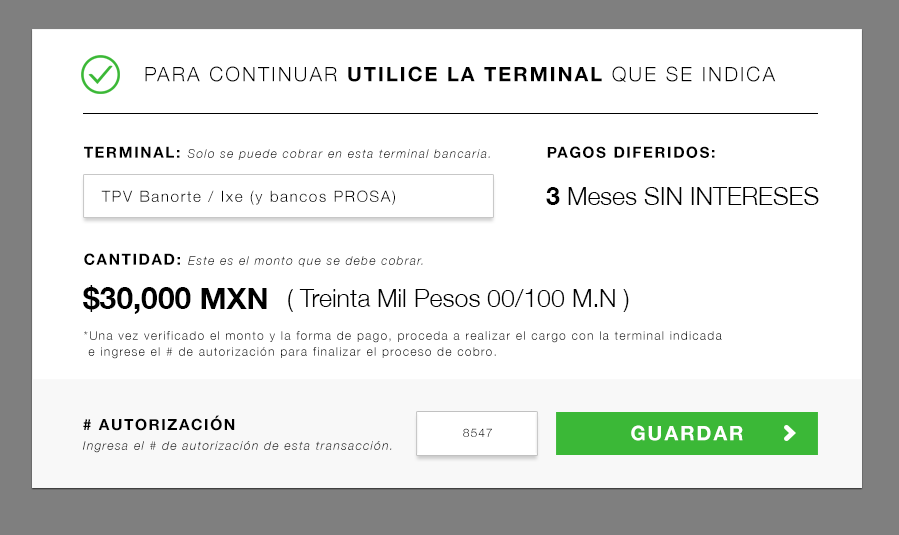 PARA CONTINUAR UTILICE LA TERMINAL QUE SE INDICA
TERMINAL: Solo se puede cobrar en esta terminal bancaria.
TPV Banorte / Ixe (y bancos PROSA)
PAGOS DIFERIDOS:
3 Meses SIN INTERESES
CANTIDAD: Este es el monto que se debe cobrar.
$30,000 MXN ( Treinta Mil Pesos 00/100 M.N )
*Una vez verificado el monto y la forma de pago, proceda a realizar el cargo con la terminal indicada
e ingrese el # de autorización para finalizar el proceso de cobro.
# AUTORIZACIÓN
Ingresa el # de autorización de esta transacción.
8547
GUARDAR